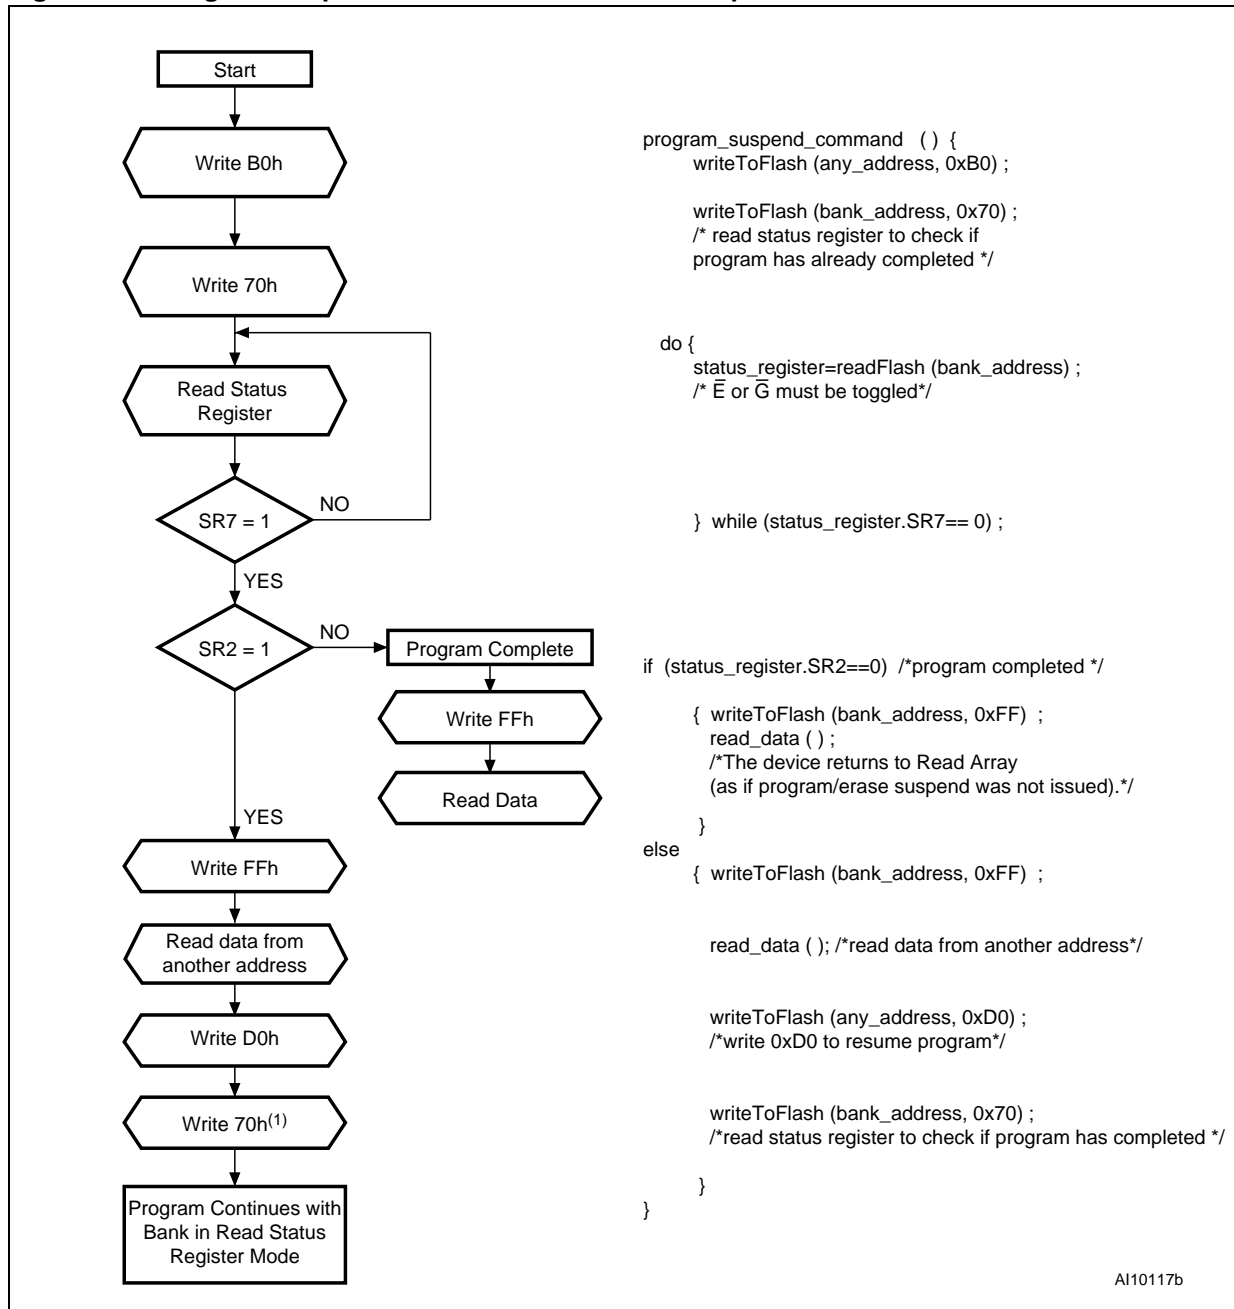 Start
Write B0h
Write 70h
Read Status
Register
SR7 = 1
NO
YES
SR2 = 1
NO
Program Complete
Write FFh
Read Data
YES
Write FFh
Read data from
another address
Write D0h
Write 70h(1)
Program Continues with
Bank in Read Status
Register Mode
program_suspend_command ( ) {
writeToFlash (any_address, 0xB0) ;
writeToFlash (bank_address, 0x70) ;
/* read status register to check if
program has already completed */
do {
status_register=readFlash (bank_address) ;
/* E̅ or G̅ must be toggled*/
} while (status_register.SR7== 0) ;
if (status_register.SR2==0) /*program completed */
{ writeToFlash (bank_address, 0xFF) ;
read_data ( ) ;
/*The device returns to Read Array
(as if program/erase suspend was not issued).*/
}
else
{ writeToFlash (bank_address, 0xFF) ;
read_data ( ); /*read data from another address*/
writeToFlash (any_address, 0xD0) ;
/*write 0xD0 to resume program*/
writeToFlash (bank_address, 0x70) ;
/*read status register to check if program has completed */
}
}
AI10117b